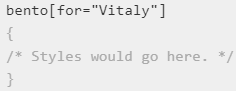 bento[for="Vitaly"]
{
/* Styles would go here. */
}